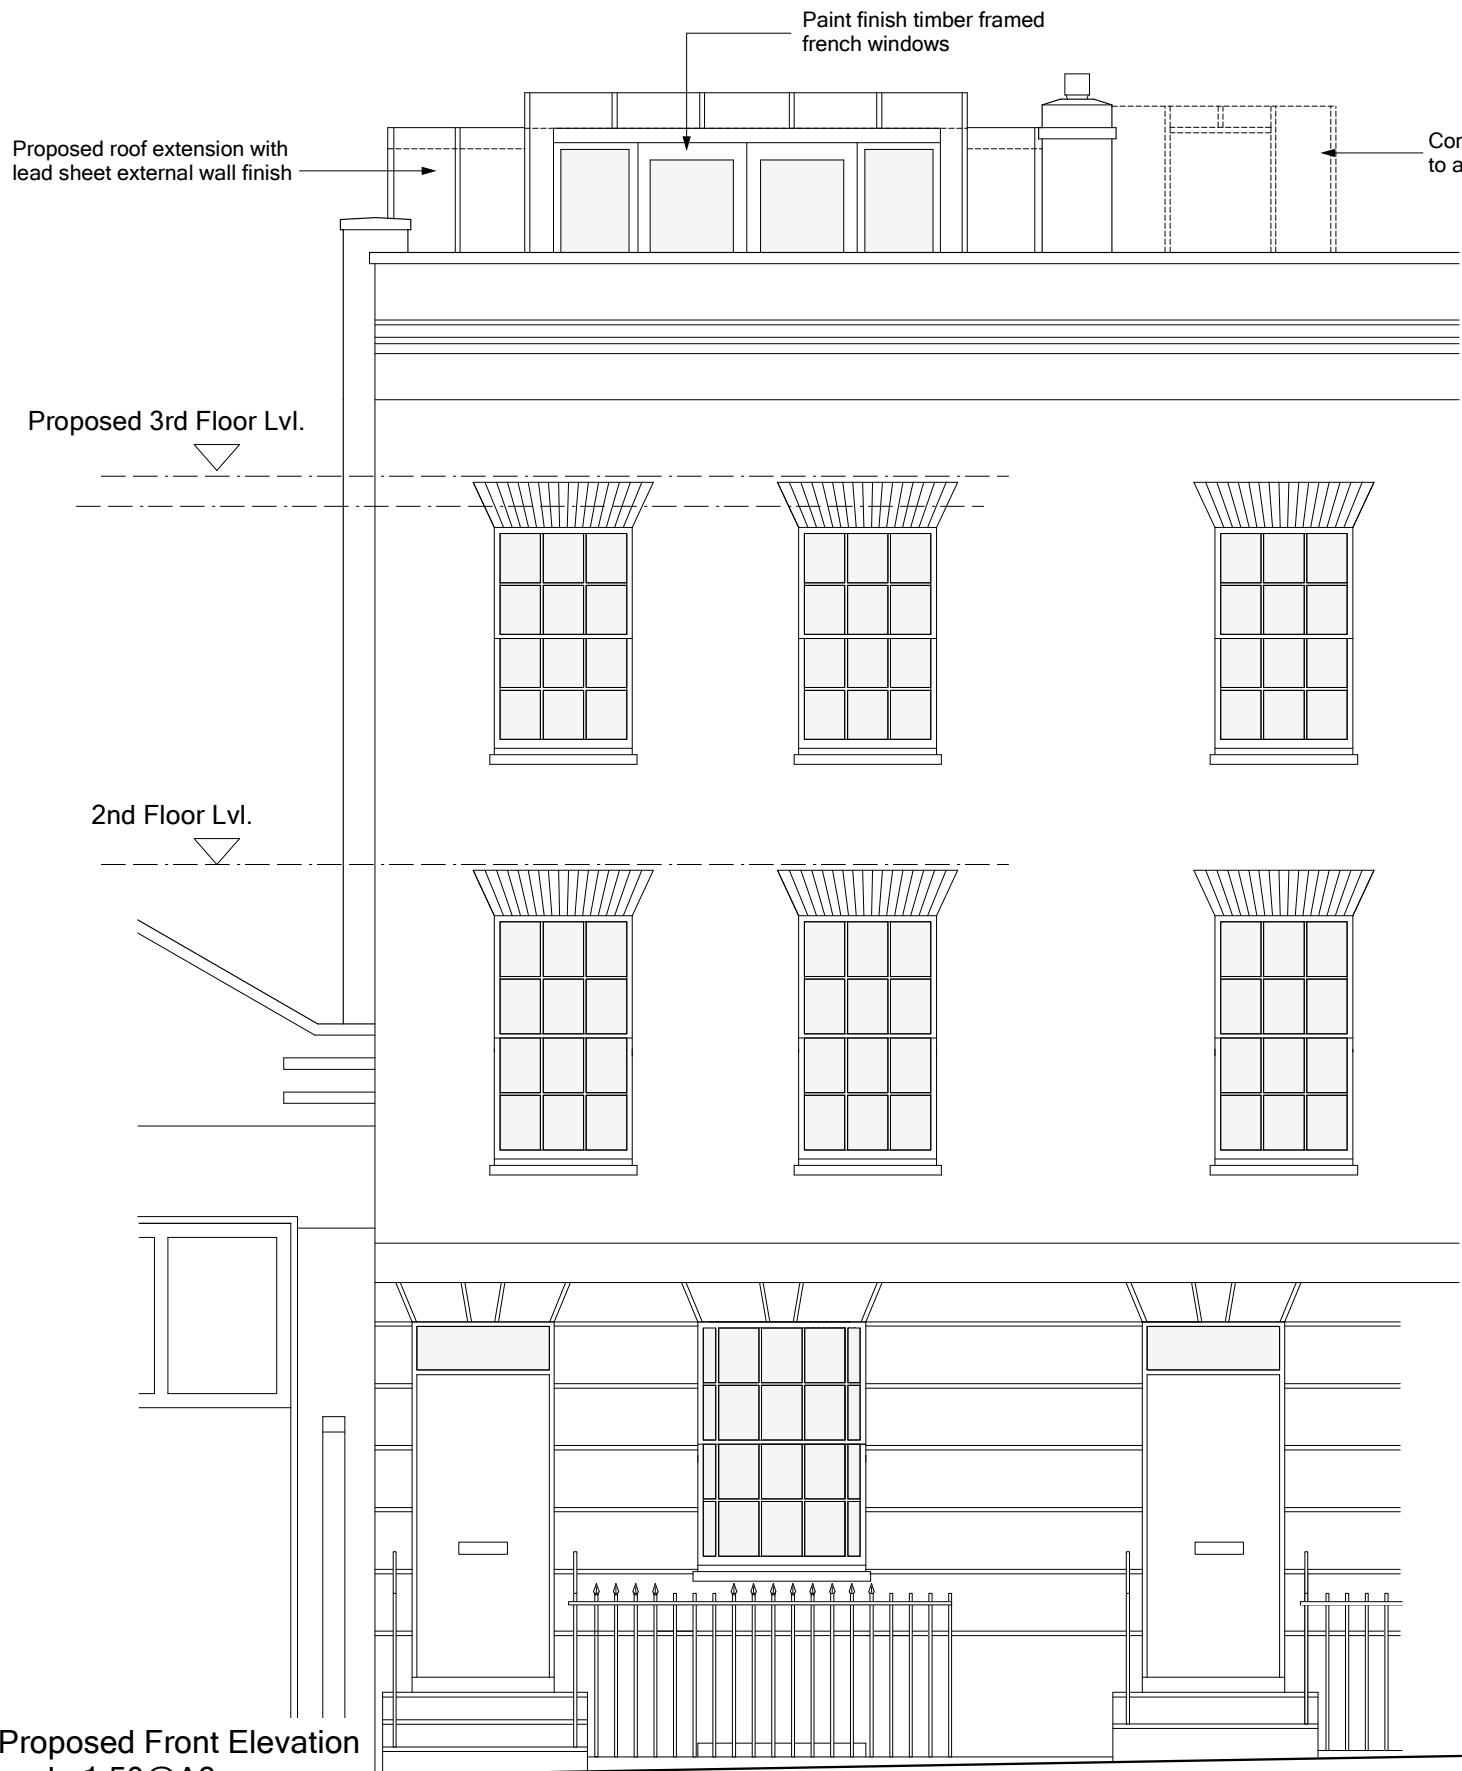 Paint finish timber framed
french windows
Proposed roof extension with
lead sheet external wall finish
to a
Proposed 3rd Floor Lvl.
2nd Floor Lvl.
Proposed Front Elevation